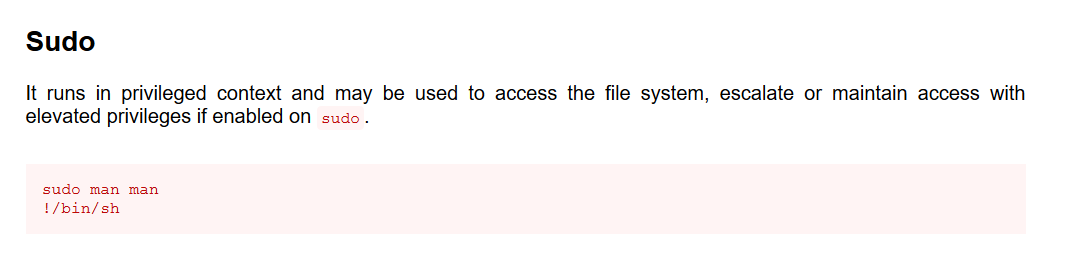 Sudo
It runs in privileged context and may be used to access the file system, escalate or maintain access with
elevated privileges if enabled on sudo.
sudo man man
!/bin/sh